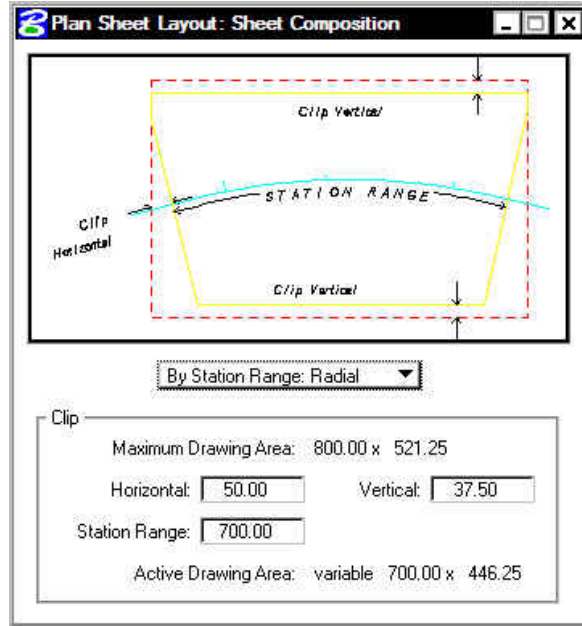 Plan Sheet Layout: Sheet Composition
Clip Vertical
STATION RANGE
Clip
Horizontal
Clip Vertical
By Station Range: Radial
Clip
Maximum Drawing Area: 800.00 x 521.25
Horizontal: 50.00 Vertical: 37.50
Station Range: 700.00
Active Drawing Area: variable 700.00 x 446.25